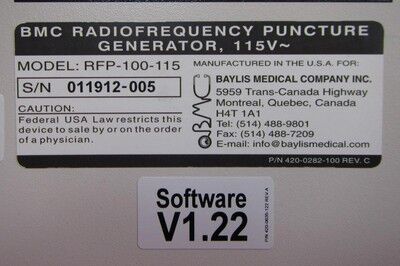 BMC RADIOFREQUENCY PUNCTURE
GENERATOR, 115V~
MODEL: RFP-100-115
S/N 011912-005
CAUTION:
Federal USA Law restricts this
device to sale by or on the order
of a physician.
MANUFACTURED IN THE U.S.A. FOR
BMC
BAYLIS MEDICAL COMPANY INC.
5959 Trans-Canada Highway
Montreal, Quebec, Canada
H4T 1A1
Tel: (514) 488-9801
Fax: (514) 488-7209
E-mail: info@baylismedical.com
P/N 420-0282-100 REV. C
Software
V1.22